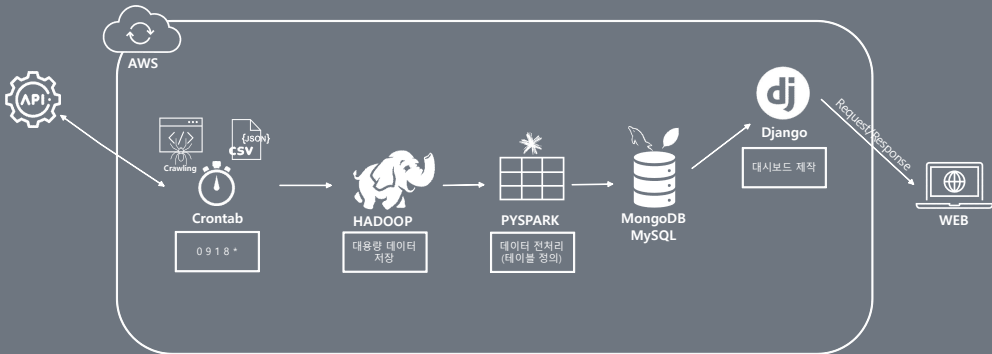 AWS
API
{JSON}
CSV
Crawling
Crontab
0 9 1 8 *
HADOOP
대용량 데이터
저장
PYSPARK
데이터 전처리
(테이블 정의)
MongoDB
MySQL
dj
Django
대시보드 제작
Request/Response
WEB